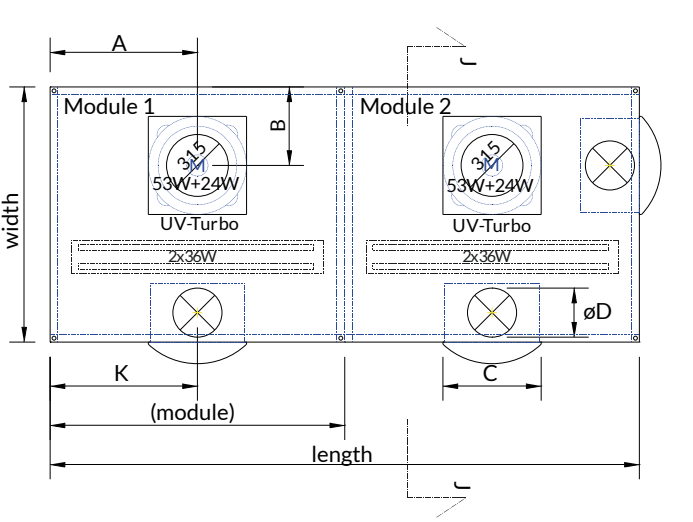 A
J
Module 1
Module 2
B
315
M
53W+24W
315
M
53W+24W
UV-Turbo
UV-Turbo
width
2x36W
2x36W
øD
K
C
(module)
length
J